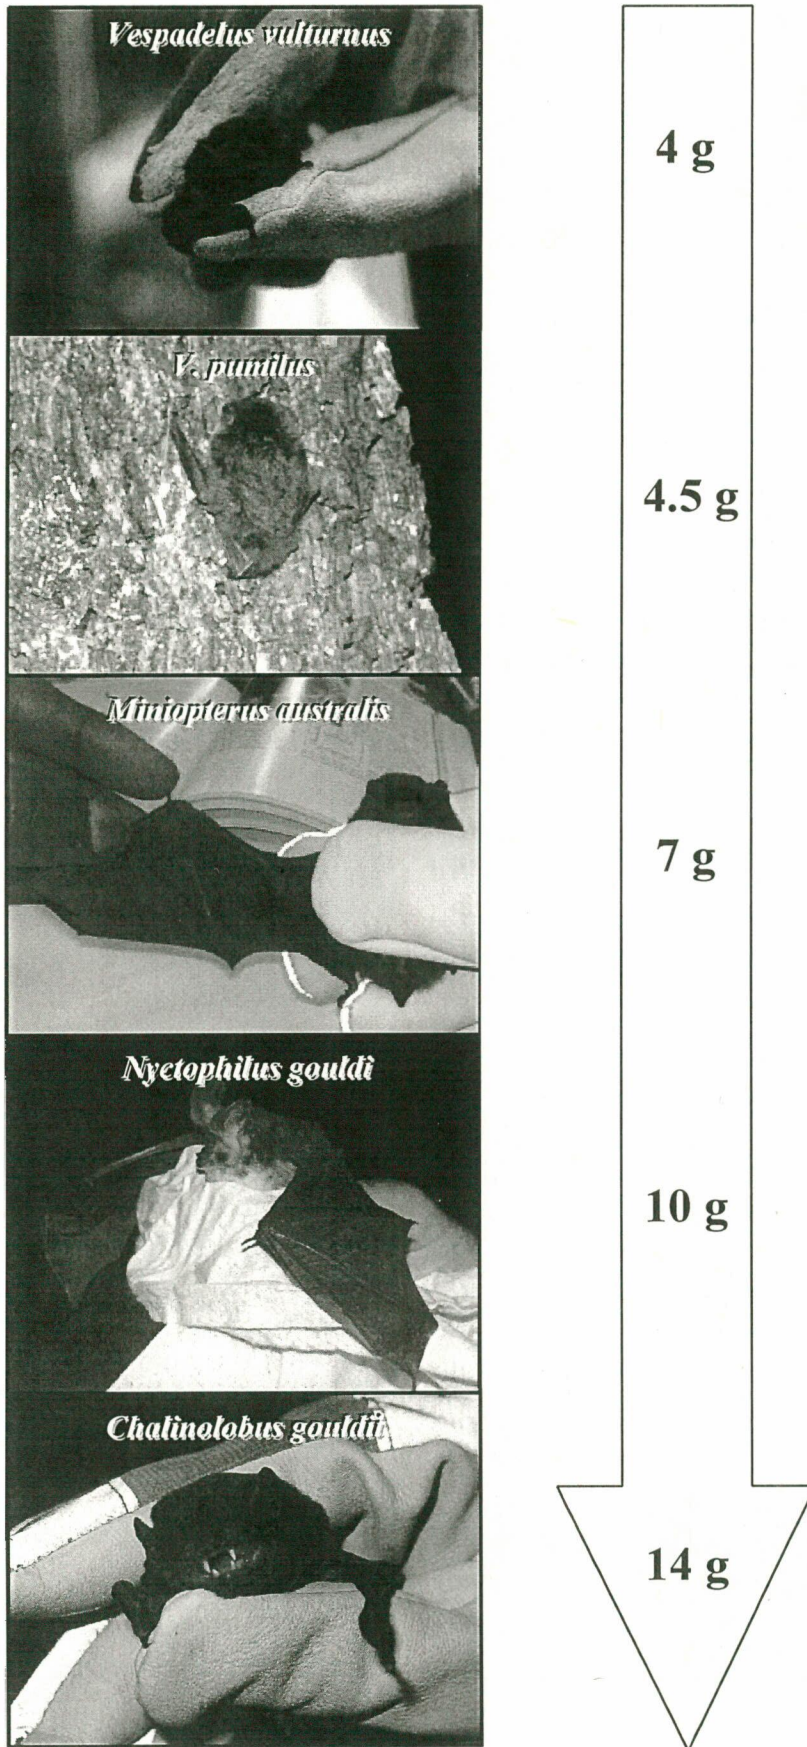 Vespadelus vulturnus
4 g
V. pumilus
4.5 g
Miniopterus australis
7 g
Nyctophilus gouldi
10 g
Chalinolobus gouldii
14 g